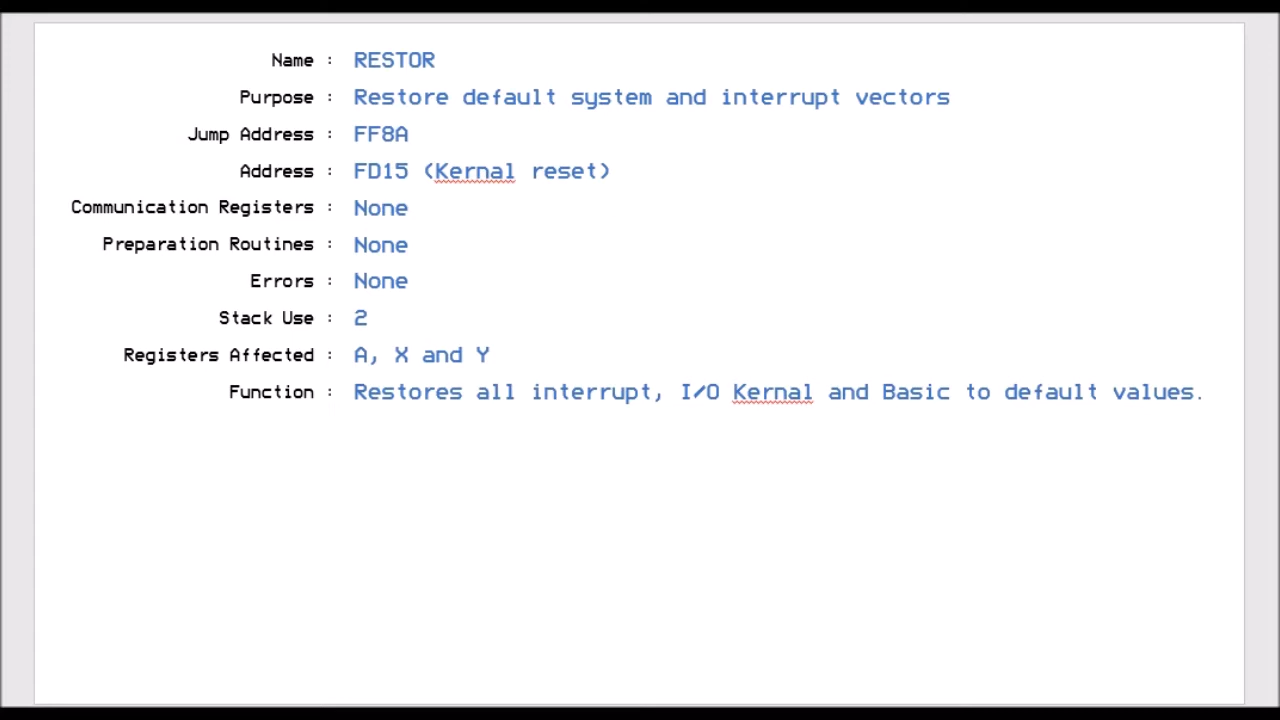 Name : RESTOR
Purpose : Restore default system and interrupt vectors
Jump Address : FF8A
Address : FD15 (Kernal reset)
Communication Registers : None
Preparation Routines : None
Errors : None
Stack Use : 2
Registers Affected : A, X and Y
Function : Restores all interrupt, I/O Kernal and Basic to default values.